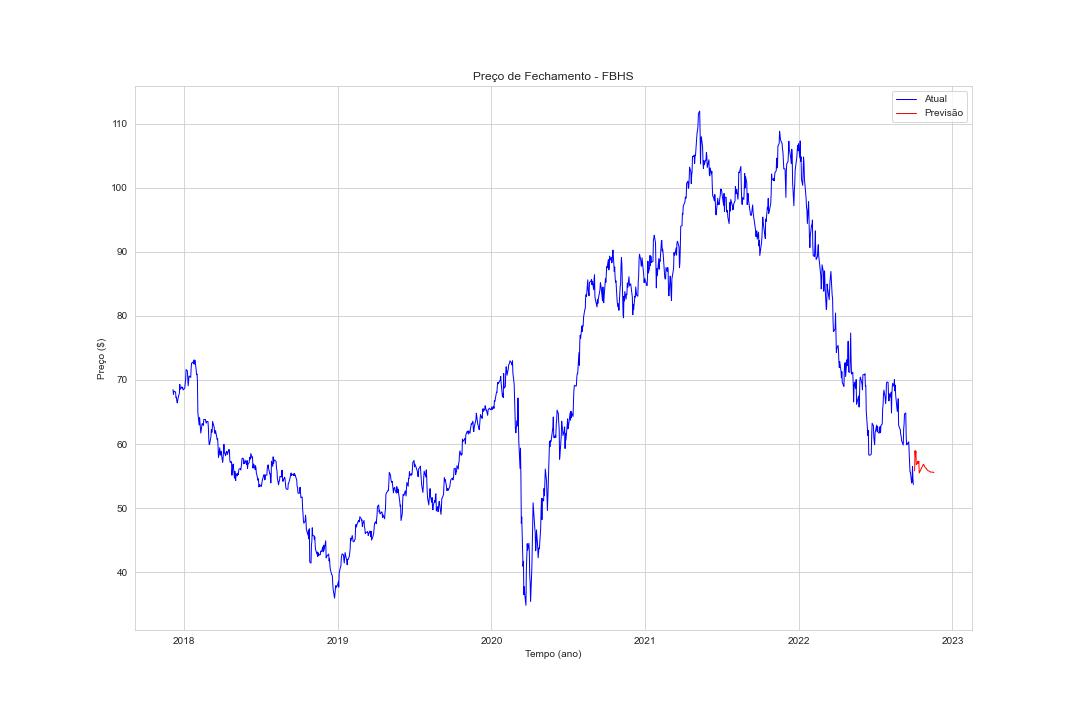 Preço de Fechamento - FBHS
Atual
Previsão
110
100
90
80
70
60
50
40
Preço ($)
2018 2019 2020 2021 2022 2023
Tempo (ano)